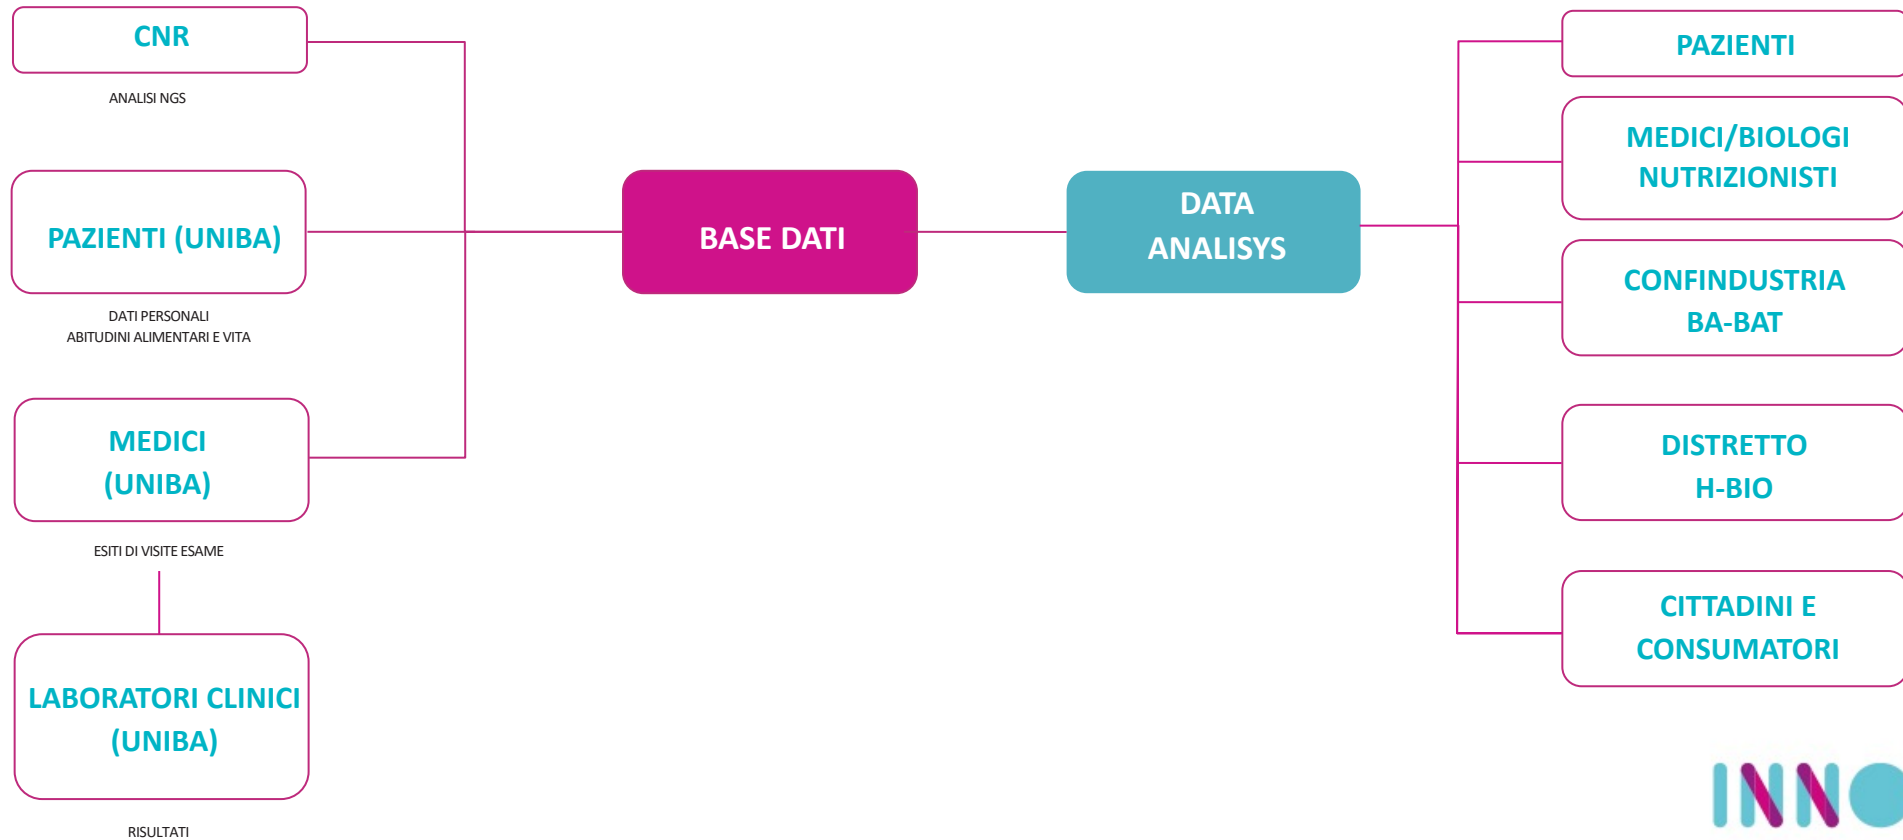 CNR
ANALISI NGS
PAZIENTI (UNIBA)
DATI PERSONALI
ABITUDINI ALIMENTARI E VITA
MEDICI
(UNIBA)
ESITI DI VISITE ESAME
LABORATORI CLINICI
(UNIBA)
RISULTATI
BASE DATI
DATA
ANALISYS
PAZIENTI
MEDICI/BIOLOGI
NUTRIZIONISTI
CONFINDUSTRIA
BA-BAT
DISTRETTO
H-BIO
CITTADINI E
CONSUMATORI
INNO